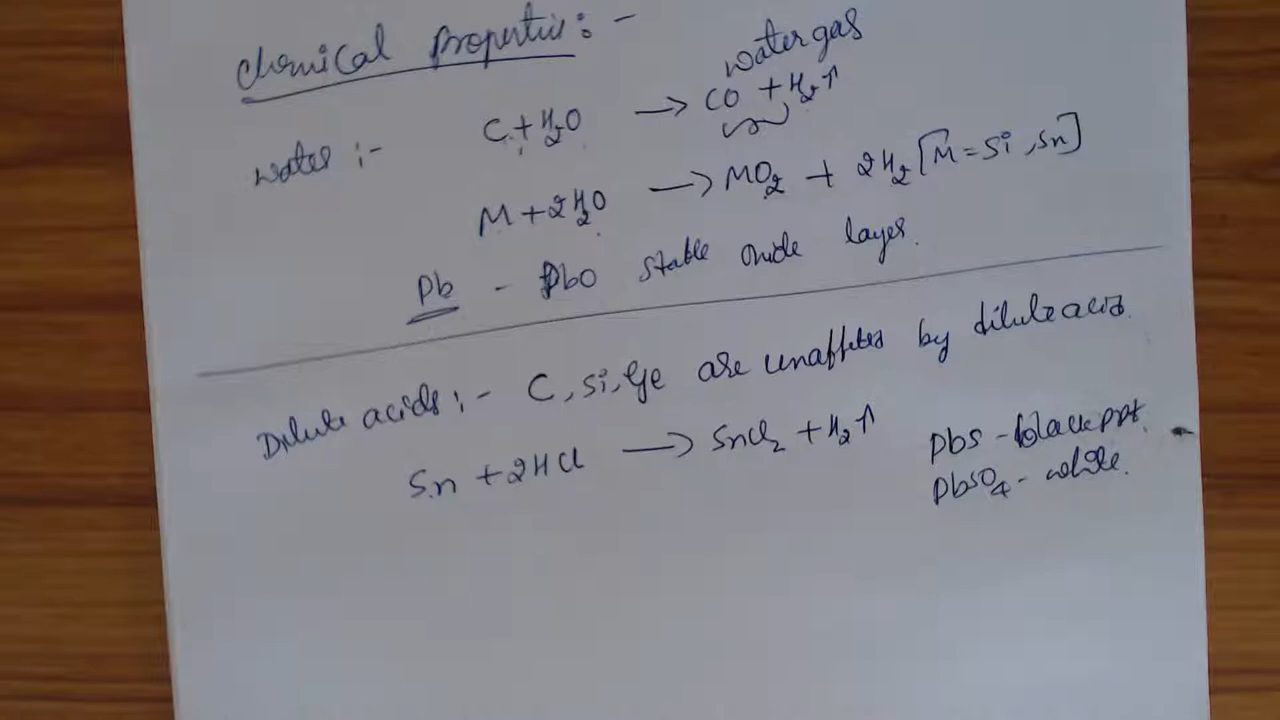 Chemical Properties:-
water gas
water :- C + H2O → CO + H2↑
M + 2H2O → MO2 + 2H2 [M = Si, Sn]
Pb - PbO stable oxide layer.
Dilute acids :- C, Si, Ge are unaffected by dilute acid
Sn + 2HCl → SnCl2 + H2↑
PbS - black ppt.
PbSO4 - white.